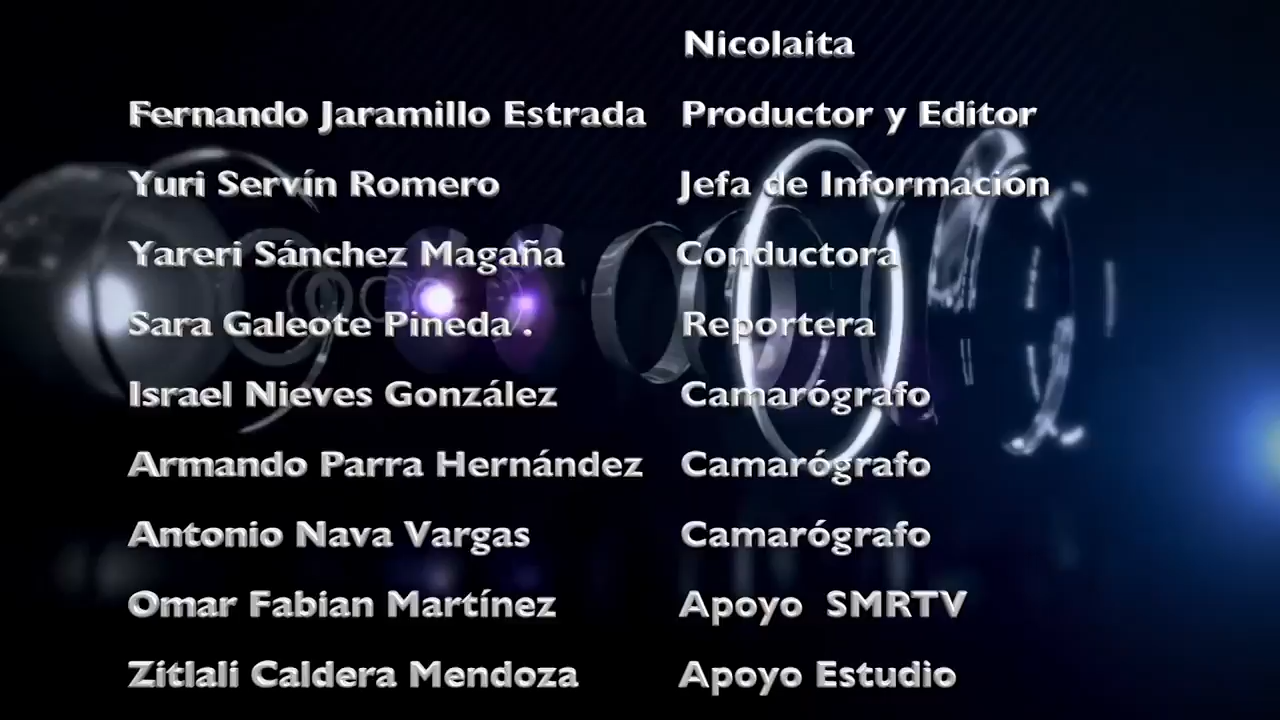 Nicolaita
Fernando Jaramillo Estrada Productor y Editor
Yuri Servín Romero Jefa de Información
Yareri Sánchez Magaña Conductora
Sara Galeote Pineda . Reportera
Israel Nieves González Camarógrafo
Armando Parra Hernández Camarógrafo
Antonio Nava Vargas Camarógrafo
Omar Fabian Martínez Apoyo SMRTV
Zitlali Caldera Mendoza Apoyo Estudio